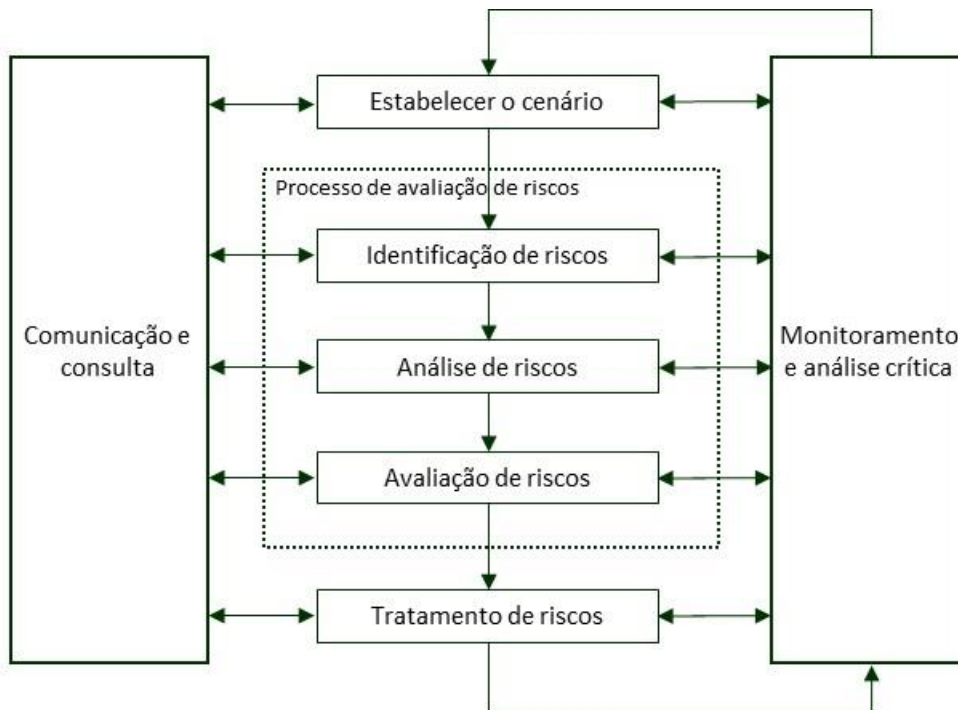 Estabelecer o cenário
Processo de avaliação de riscos
Identificação de riscos
Comunicação e
consulta
Análise de riscos
Monitoramento
e análise crítica
Avaliação de riscos
Tratamento de riscos